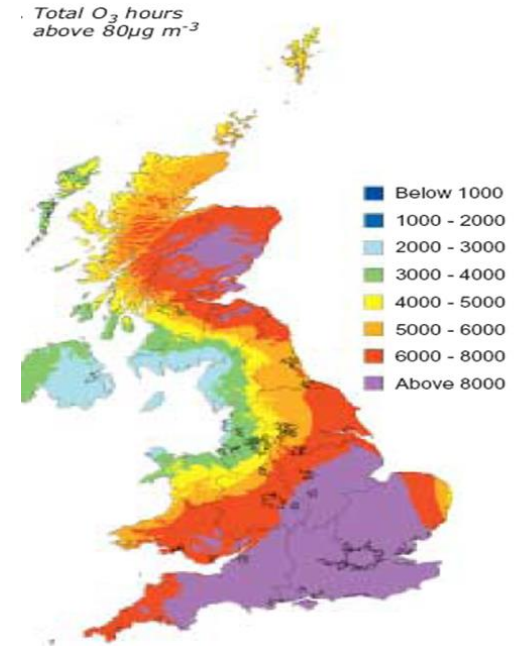 . Total O₃ hours
above 80µg m⁻³
Below 1000
1000 - 2000
2000 - 3000
3000 - 4000
4000 - 5000
5000 - 6000
6000 - 8000
Above 8000